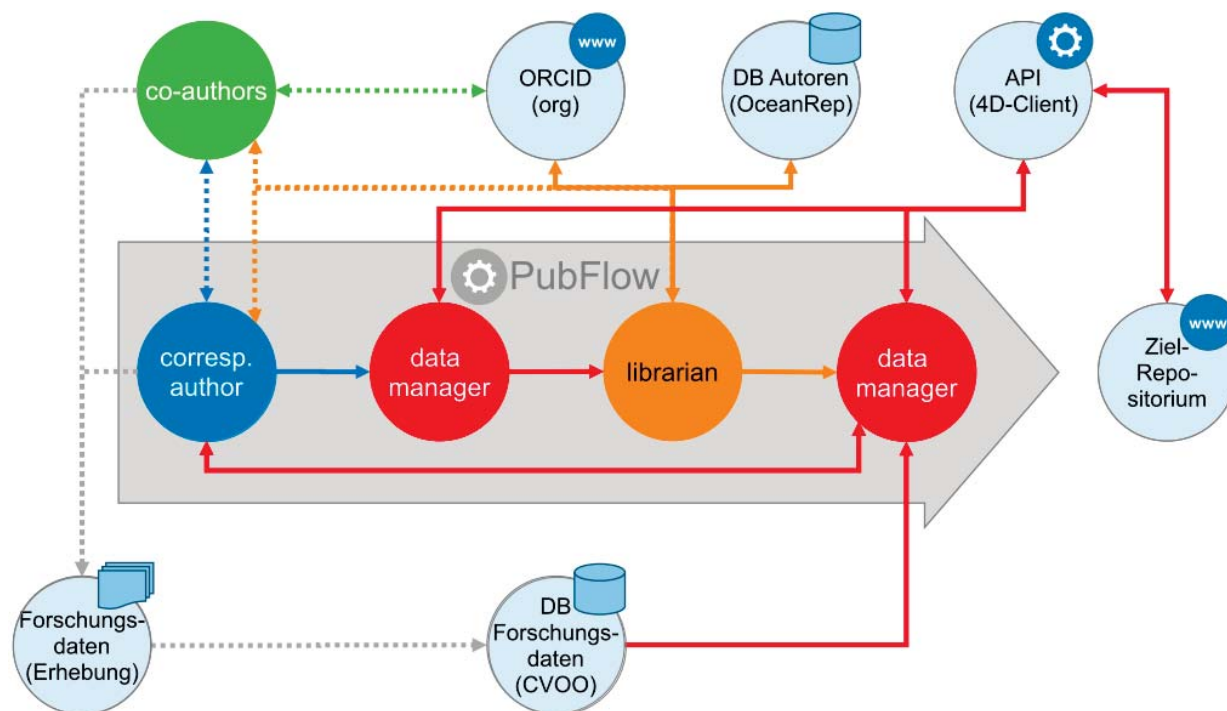 co-authors
www
ORCID
(org)
DB Autoren
(OceanRep)
API
(4D-Client)
PubFlow
corresp.
author
data
manager
librarian
data
manager
www
Ziel-
Repo-
sitorium
Forschungs-
daten
(Erhebung)
DB
Forschungs-
daten
(CVOO)